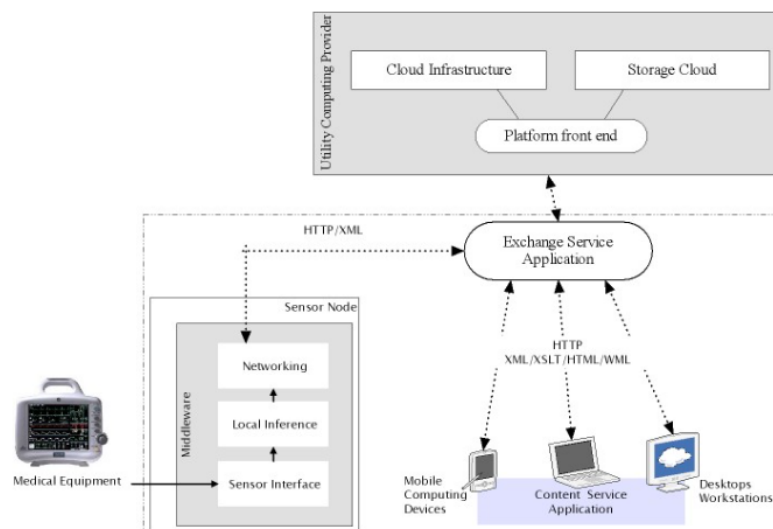 Utility Computing Provider
Cloud Infrastructure
Storage Cloud
Platform front end
HTTP/XML
Exchange Service
Application
Sensor Node
Middleware
Networking
Local Inference
Sensor Interface
Medical Equipment
HTTP
XML/XSLT/HTML/WML
Mobile
Computing
Devices
Content Service
Application
Desktops
Workstations